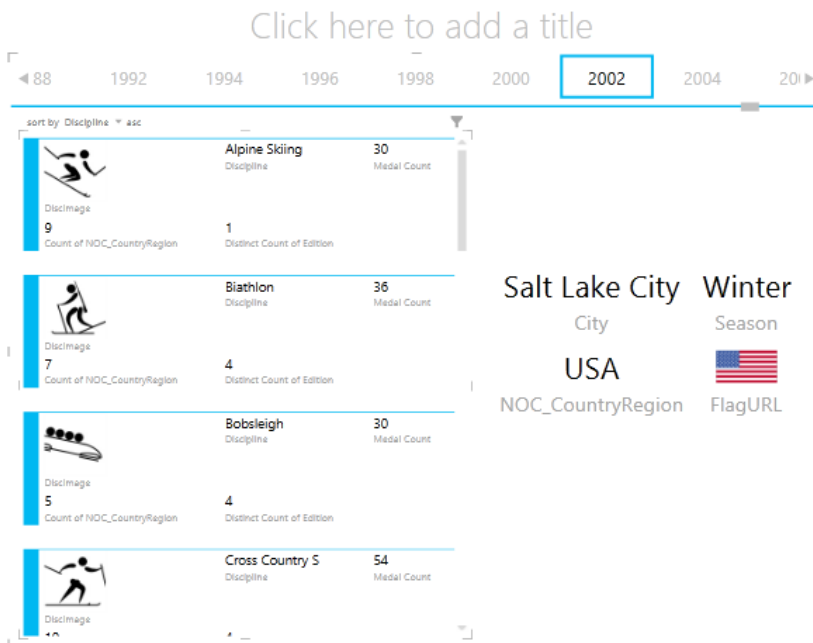 Click here to add a title
88 1992 1994 1996 1998 2000 2002 2004
sort by Discipline asc
Alpine Skiing 30
Discipline Medal Count
DiscImage
9 1
Count of NOC_CountryRegion Distinct Count of Edition
Biathlon 36
Discipline Medal Count
DiscImage
7 4
Count of NOC_CountryRegion Distinct Count of Edition
Bobsleigh 30
Discipline Medal Count
DiscImage
5 4
Count of NOC_CountryRegion Distinct Count of Edition
Cross Country S 54
Discipline Medal Count
DiscImage
Salt Lake City Winter
City Season
USA
NOC_CountryRegion FlagURL